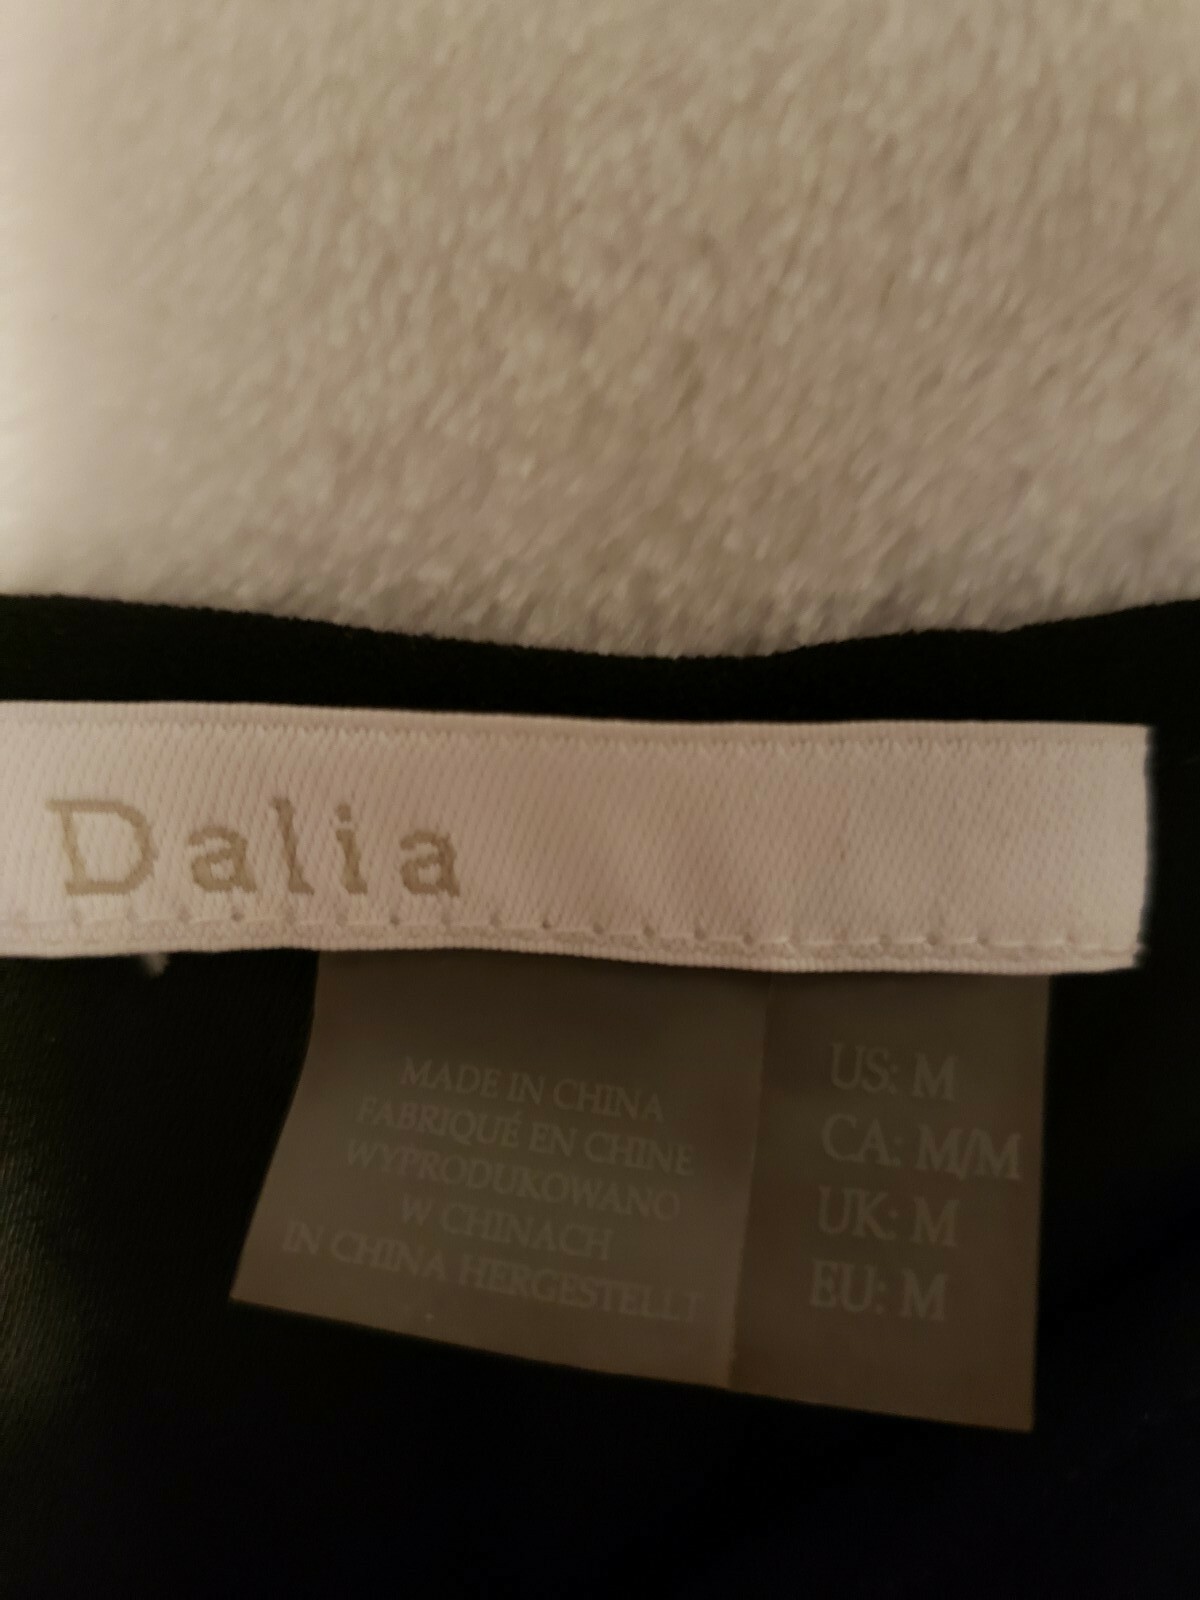 Dalia
MADE IN CHINA
FABRIQUÉ EN CHINE
WYPRODUKOWANO
W CHINACH
IN CHINA HERGESTELLT
US: M
CA: M/M
UK: M
EU: M